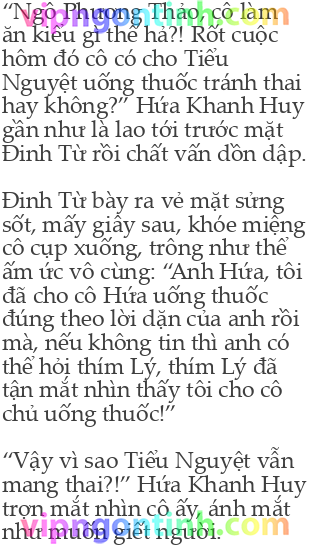 “Ngô Phương Thảo, cô làm
ăn kiểu gì thế hả?! Rốt cuộc
hôm đó cô có cho Tiểu
Nguyệt uống thuốc tránh thai
hay không?” Hứa Khanh Huy
gần như là lao tới trước mặt
Đinh Từ rồi chất vấn dồn dập.
Đinh Từ bày ra vẻ mặt sửng
sốt, mấy giây sau, khóe miệng
cô cụp xuống, trông như thể
ấm ức vô cùng: “Anh Hứa, tôi
đã cho cô Hứa uống thuốc
đúng theo lời dặn của anh rồi
mà, nếu không tin thì anh có
thể hỏi thím Lý, thím Lý đã
tận mắt nhìn thấy tôi cho cô
chủ uống thuốc!”
“Vậy vì sao Tiểu Nguyệt vẫn
mang thai?!” Hứa Khanh Huy
trợn mắt nhìn cô ấy, ánh mắt
như muốn giết người.
vipngontinh.com
vipngontinh.com
vipngontinh.com